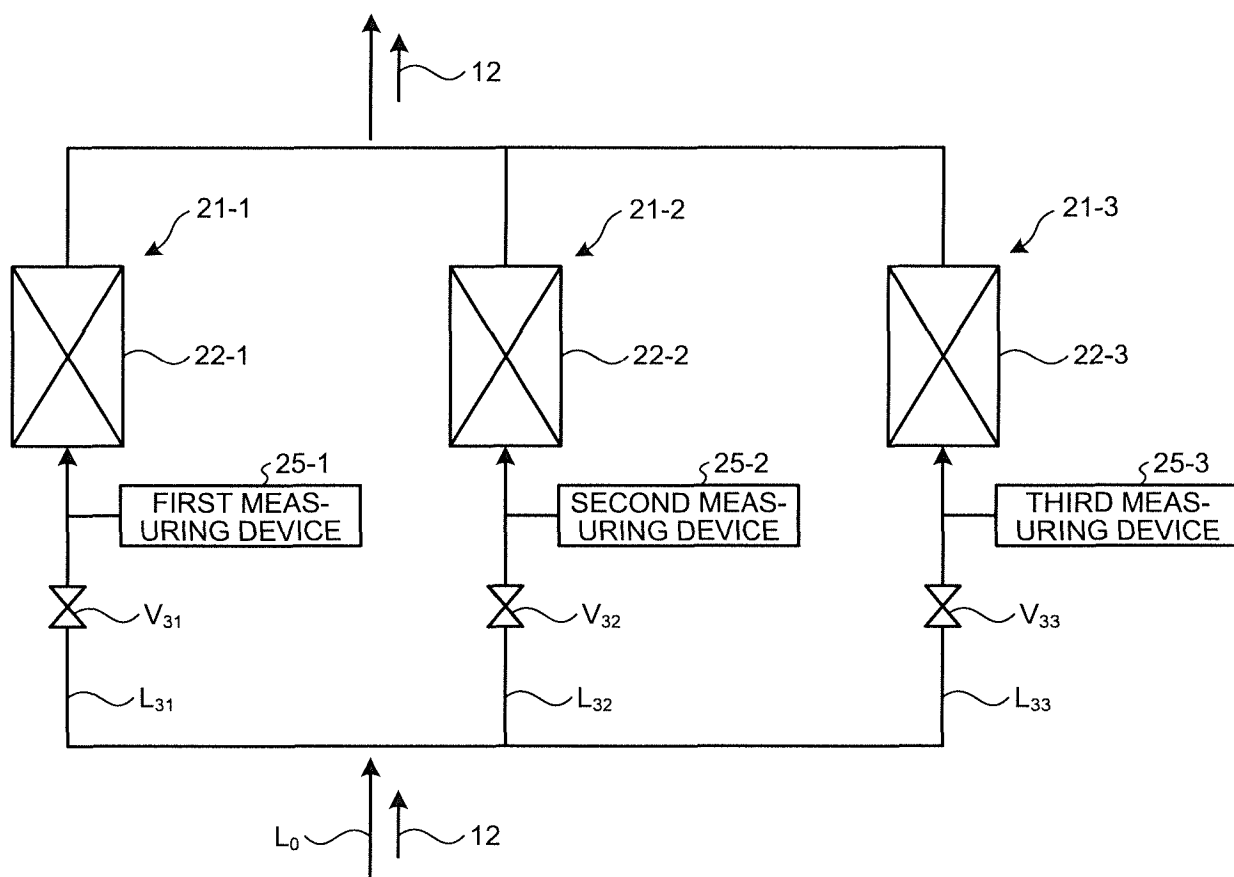 12
21-1
21-2
21-3
22-1
22-2
22-3
25-1
25-2
25-3
FIRST MEAS-
URING DEVICE
SECOND MEAS-
URING DEVICE
THIRD MEAS-
URING DEVICE
V31
V32
V33
L31
L32
L33
L0
12